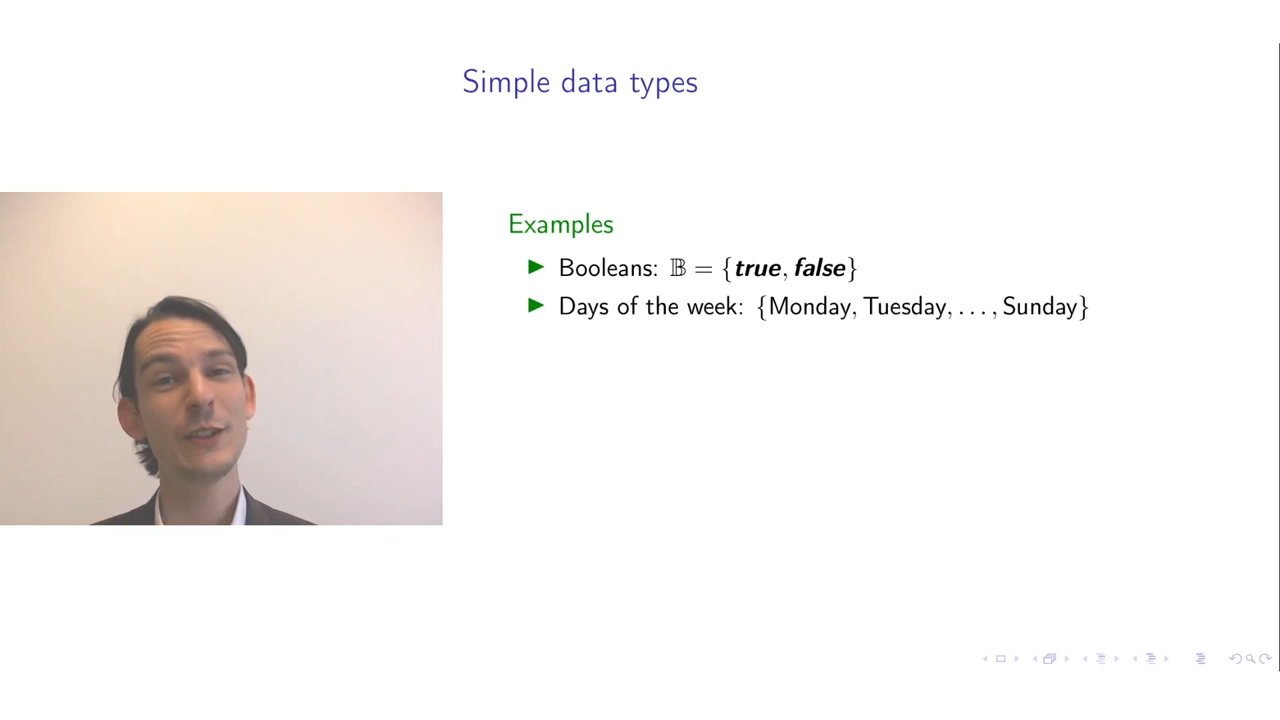 Simple data types
Examples
▶ Booleans: 𝔹 = {true, false}
▶ Days of the week: {Monday, Tuesday, . . . , Sunday}